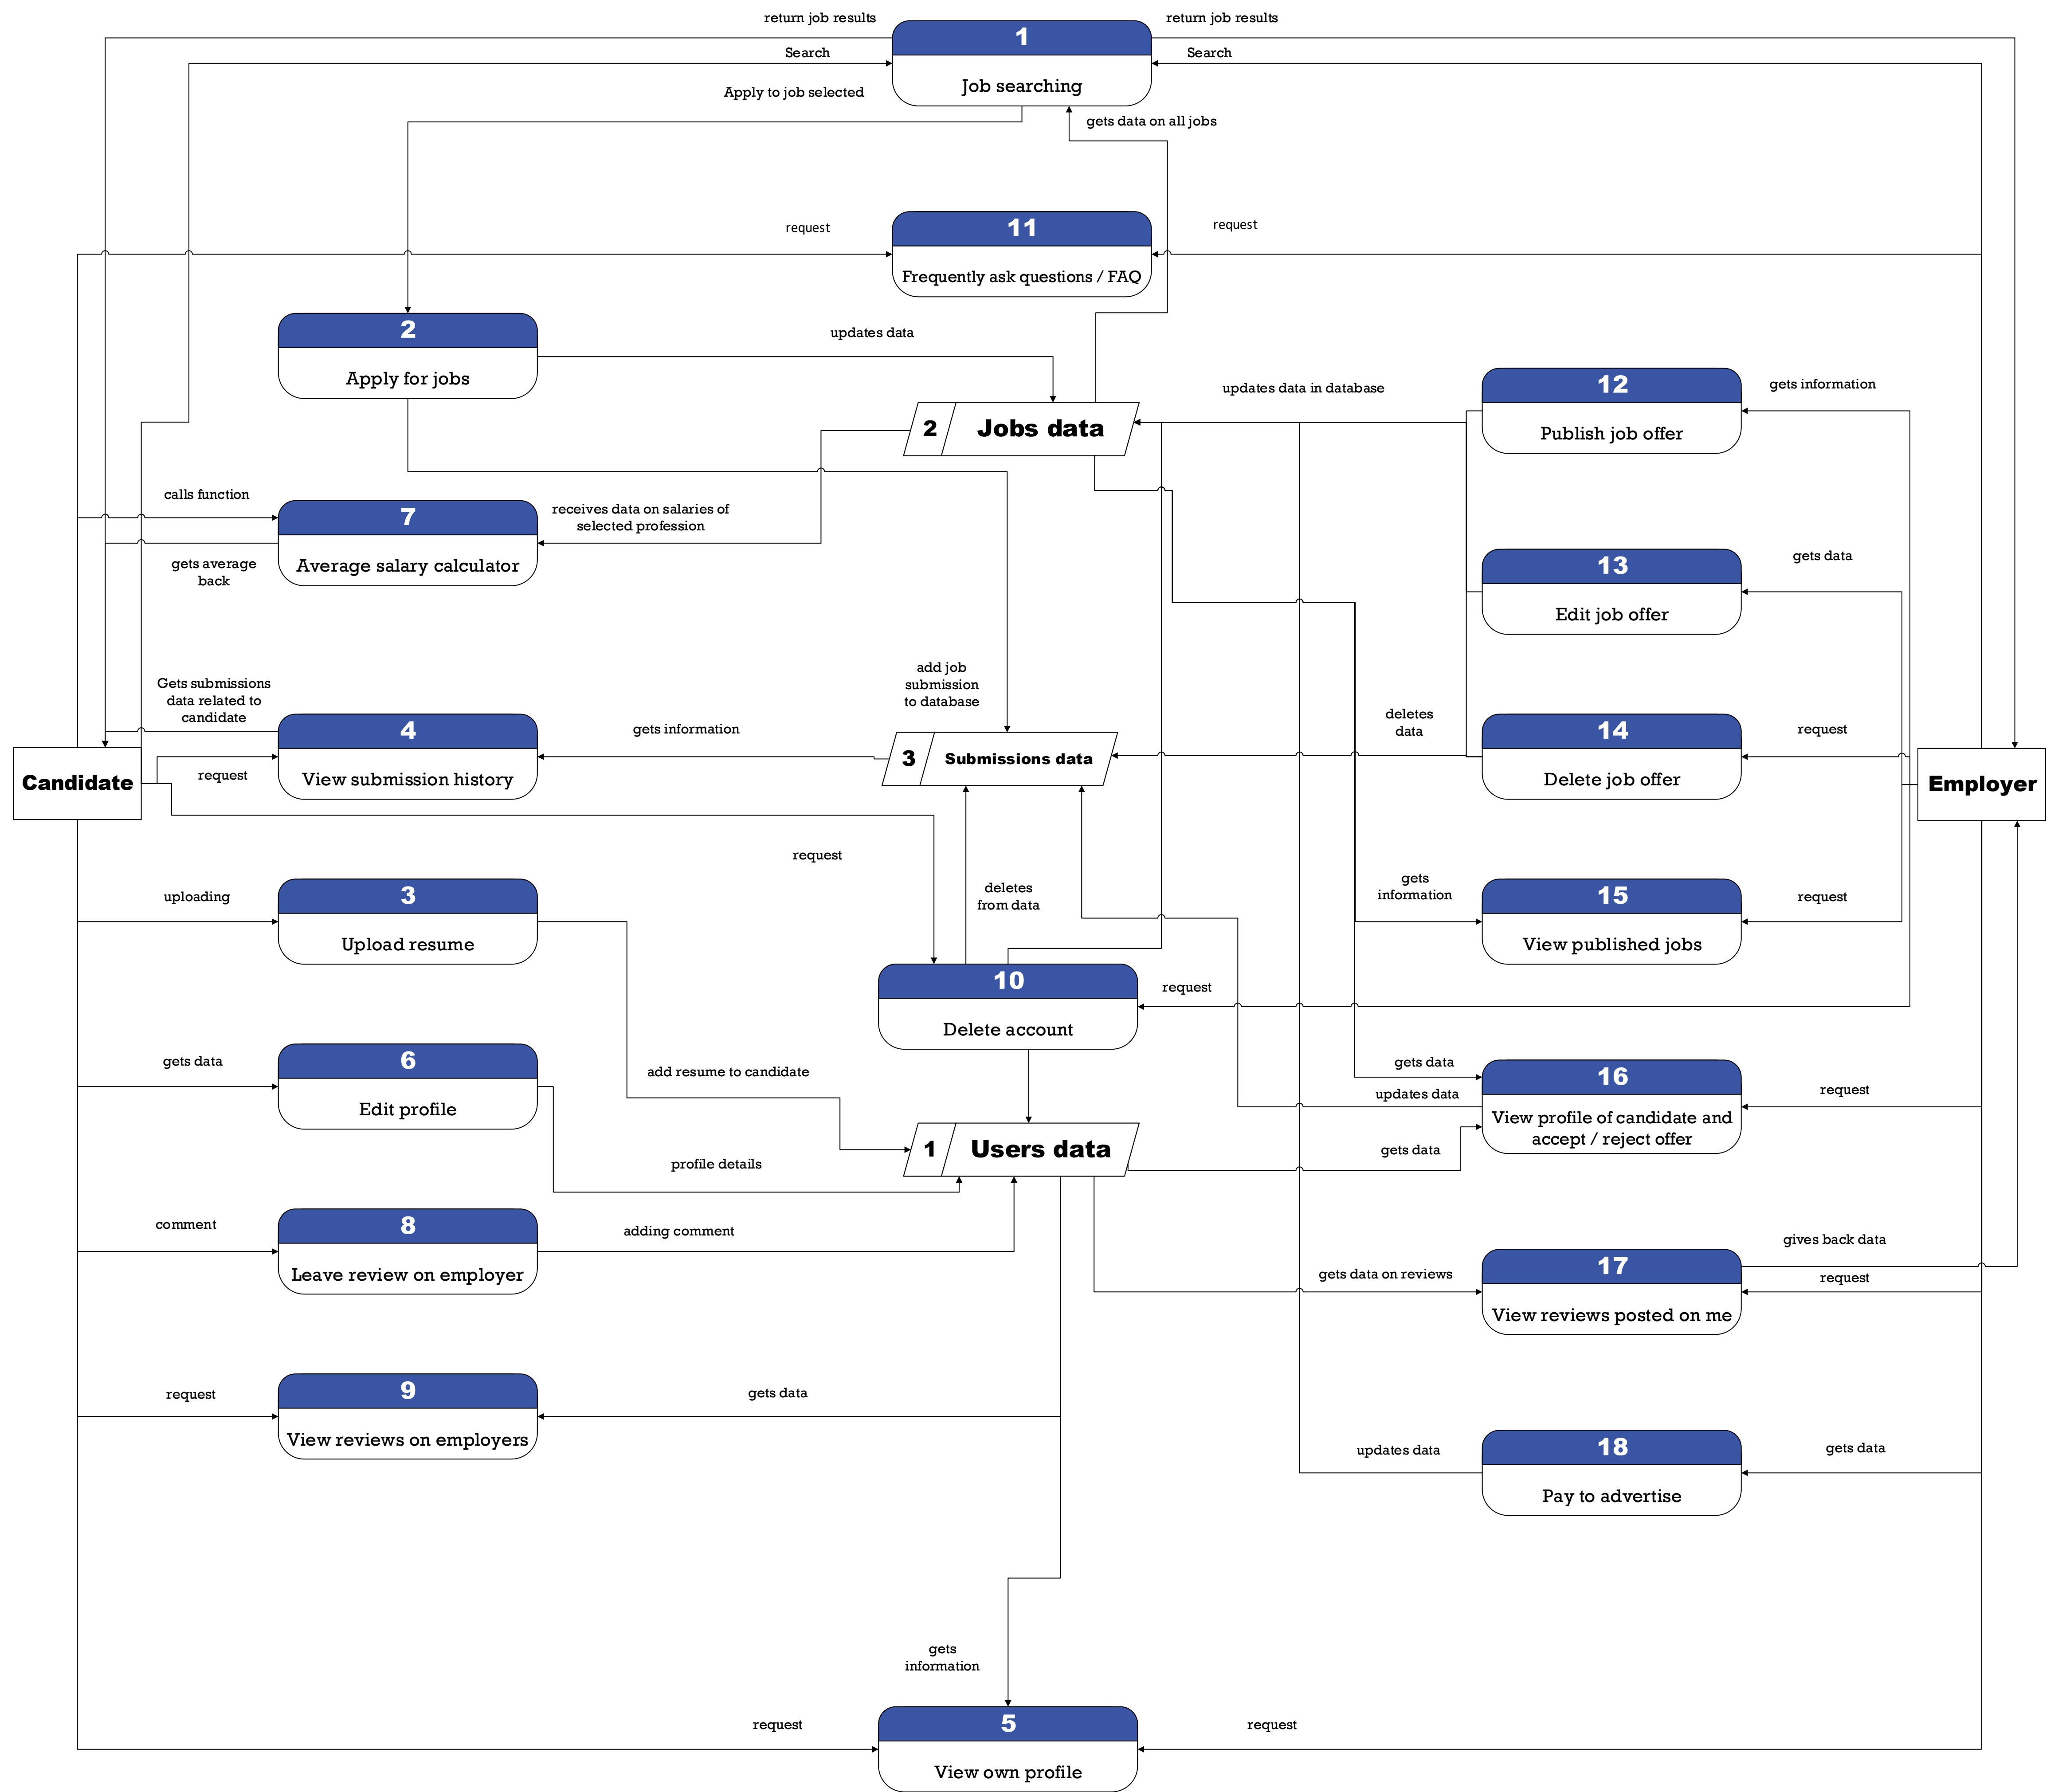 return job results
return job results
1
Search
Search
Job searching
Apply to job selected
gets data on all jobs
11
request
request
Frequently ask questions / FAQ
2
updates data
Apply for jobs
12
updates data in database
gets information
2
Jobs data
Publish job offer
calls function
7
receives data on salaries of
selected profession
Average salary calculator
gets average
back
13
gets data
Edit job offer
Gets submissions
data related to
candidate
add job
submission
to database
4
gets information
deletes
data
14
request
3
Submissions data
Candidate
request
View submission history
Delete job offer
Employer
request
uploading
3
deletes
from data
gets
information
15
request
Upload resume
View published jobs
10
request
Delete account
gets data
6
add resume to candidate
gets data
16
updates data
request
Edit profile
View profile of candidate and
accept / reject offer
1
Users data
gets data
profile details
comment
8
adding comment
gives back data
Leave review on employer
gets data on reviews
17
request
View reviews posted on me
request
9
gets data
View reviews on employers
updates data
18
gets data
Pay to advertise
gets
information
request
5
request
View own profile